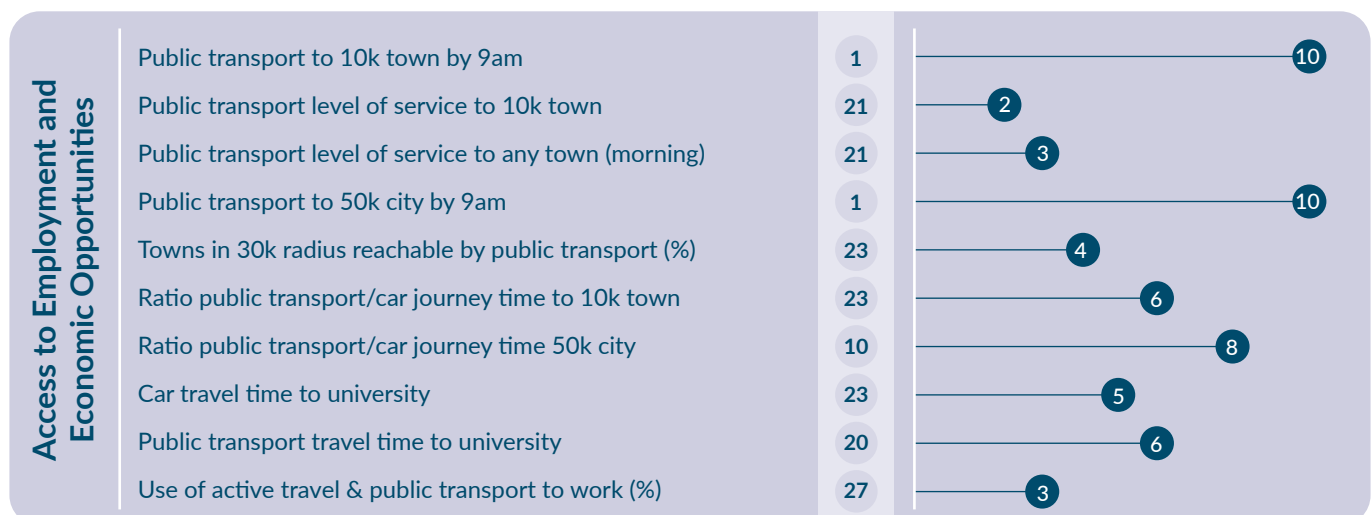 Access to Employment and
Economic Opportunities
Public transport to 10k town by 9am 1 10
Public transport level of service to 10k town 21 2
Public transport level of service to any town (morning) 21 3
Public transport to 50k city by 9am 1 10
Towns in 30k radius reachable by public transport (%) 23 4
Ratio public transport/car journey time to 10k town 23 6
Ratio public transport/car journey time 50k city 10 8
Car travel time to university 23 5
Public transport travel time to university 20 6
Use of active travel & public transport to work (%) 27 3